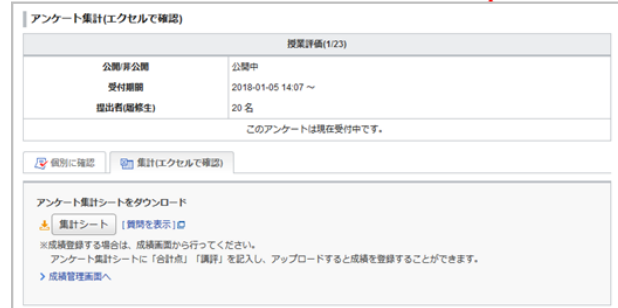 アンケート集計(エクセルで確認)
授業評価(1/23)
公開/非公開 公開中
受付期間 2018-01-05 14:07 ～
提出者(履修生) 20 名
このアンケートは現在受付中です。
個別に確認 集計(エクセルで確認)
アンケート集計シートをダウンロード
集計シート [質問を表示]
※成績登録する場合は、成績画面から行ってください。
アンケート集計シートに「合計点」「講評」を記入し、アップロードすると成績を登録することができます。
成績管理画面へ